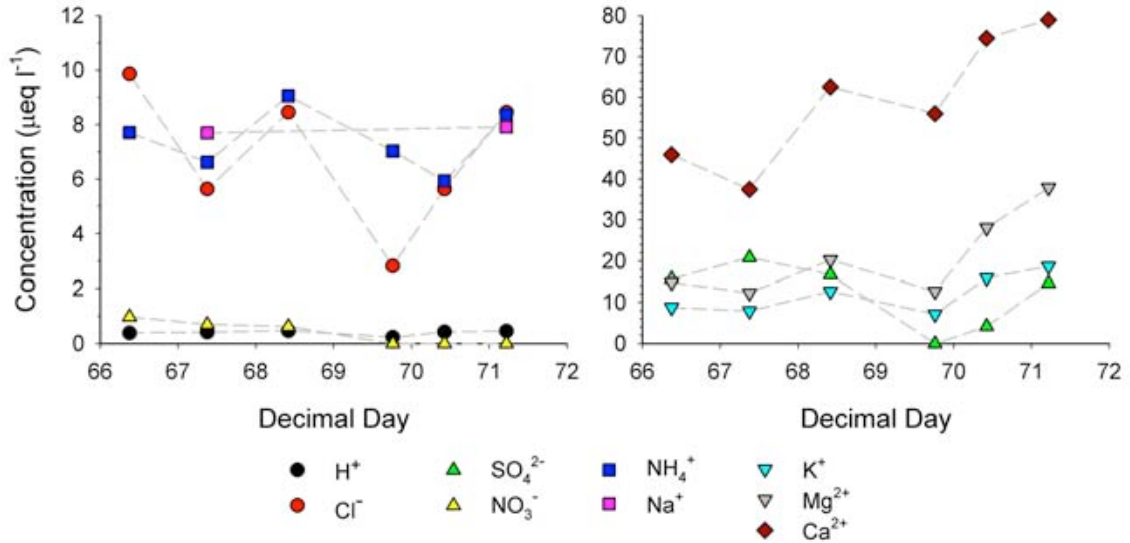 Concentration (μeq l⁻¹)
12
10
8
6
4
2
0
66 67 68 69 70 71 72
Decimal Day
80
70
60
50
40
30
20
10
0
66 67 68 69 70 71 72
Decimal Day
H⁺ SO₄²⁻ NH₄⁺ K⁺
Cl⁻ NO₃⁻ Na⁺ Mg²⁺
Ca²⁺